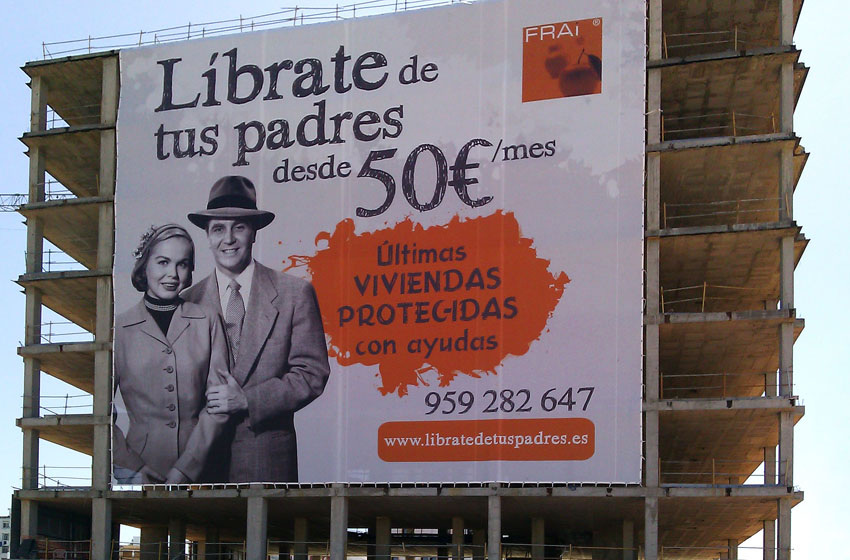 FRAi ®
Líbrate de
tus padres
desde 50€/mes
Últimas
VIVIENDAS
PROTEGIDAS
con ayudas
959 282 647
www.libratedetuspadres.es